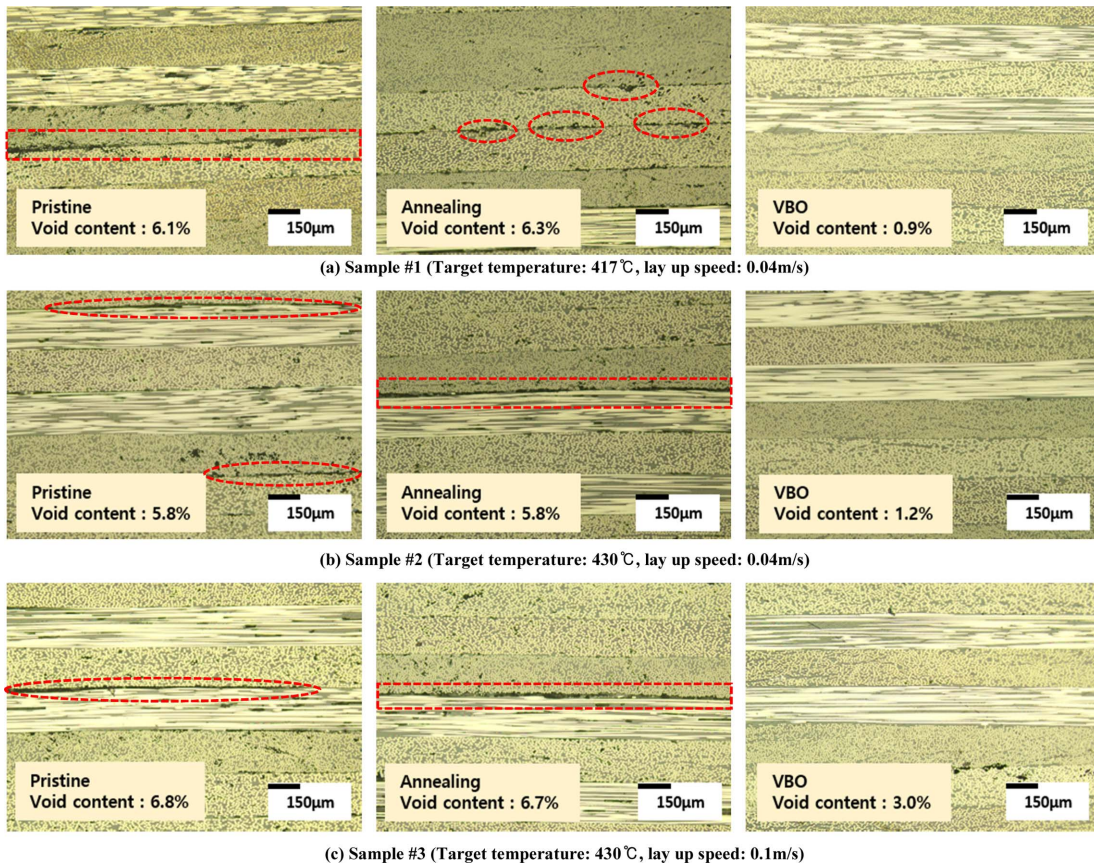 Pristine
Void content : 6.1%
150μm
Annealing
Void content : 6.3%
150μm
VBO
Void content : 0.9%
150μm
(a) Sample #1 (Target temperature: 417℃, lay up speed: 0.04m/s)
Pristine
Void content : 5.8%
150μm
Annealing
Void content : 5.8%
150μm
VBO
Void content : 1.2%
150μm
(b) Sample #2 (Target temperature: 430℃, lay up speed: 0.04m/s)
Pristine
Void content : 6.8%
150μm
Annealing
Void content : 6.7%
150μm
VBO
Void content : 3.0%
150μm
(c) Sample #3 (Target temperature: 430℃, lay up speed: 0.1m/s)